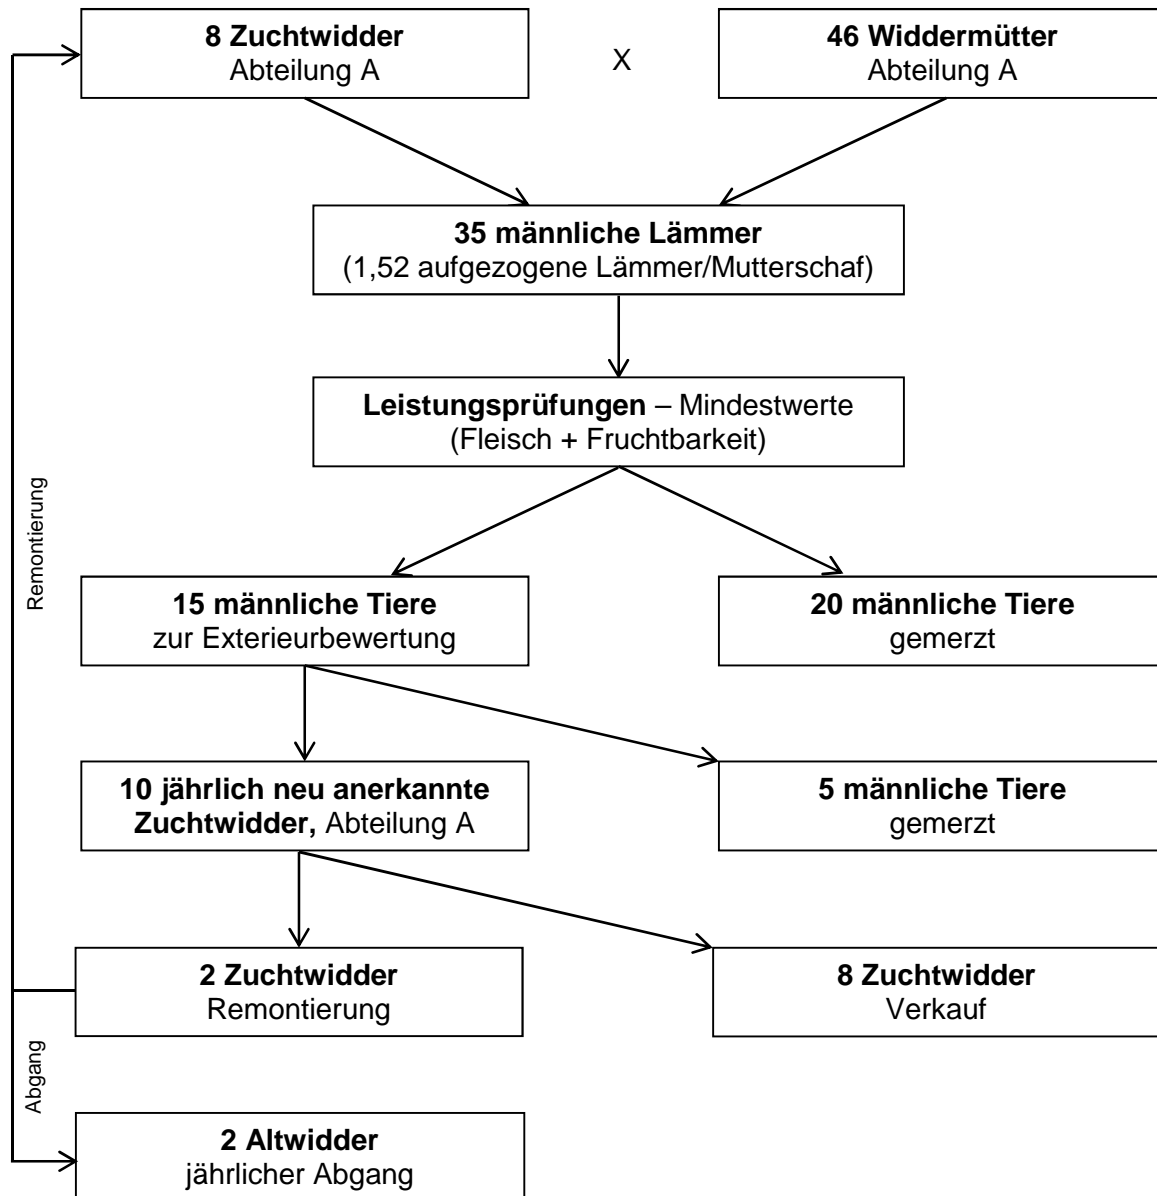 8 Zuchtwidder
Abteilung A
X
46 Widdermütter
Abteilung A
35 männliche Lämmer
(1,52 aufgezogene Lämmer/Mutterschaf)
Leistungsprüfungen – Mindestwerte
(Fleisch + Fruchtbarkeit)
Remontierung
15 männliche Tiere
zur Exterieurbewertung
20 männliche Tiere
gemerzt
10 jährlich neu anerkannte
Zuchtwidder, Abteilung A
5 männliche Tiere
gemerzt
2 Zuchtwidder
Remontierung
8 Zuchtwidder
Verkauf
Abgang
2 Altwidder
jährlicher Abgang